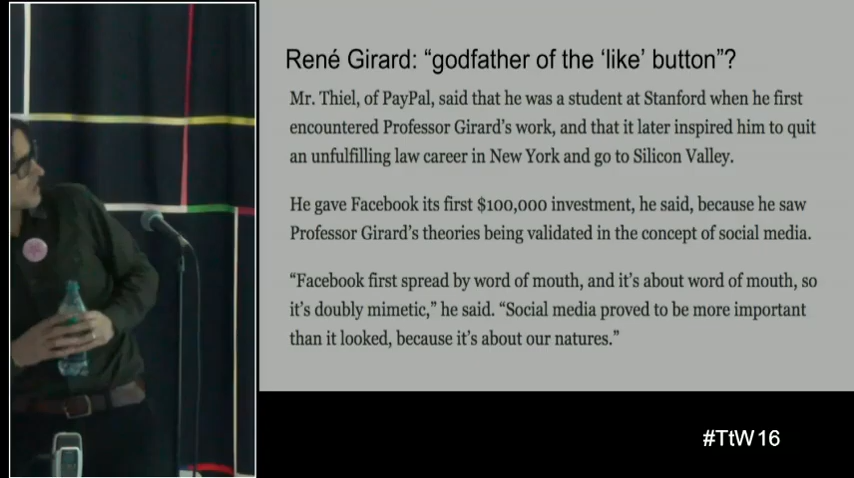 René Girard: “godfather of the ‘like’ button”?
Mr. Thiel, of PayPal, said that he was a student at Stanford when he first
encountered Professor Girard’s work, and that it later inspired him to quit
an unfulfilling law career in New York and go to Silicon Valley.
He gave Facebook its first $100,000 investment, he said, because he saw
Professor Girard’s theories being validated in the concept of social media.
“Facebook first spread by word of mouth, and it’s about word of mouth, so
it’s doubly mimetic,” he said. “Social media proved to be more important
than it looked, because it’s about our natures.”
#TtW16